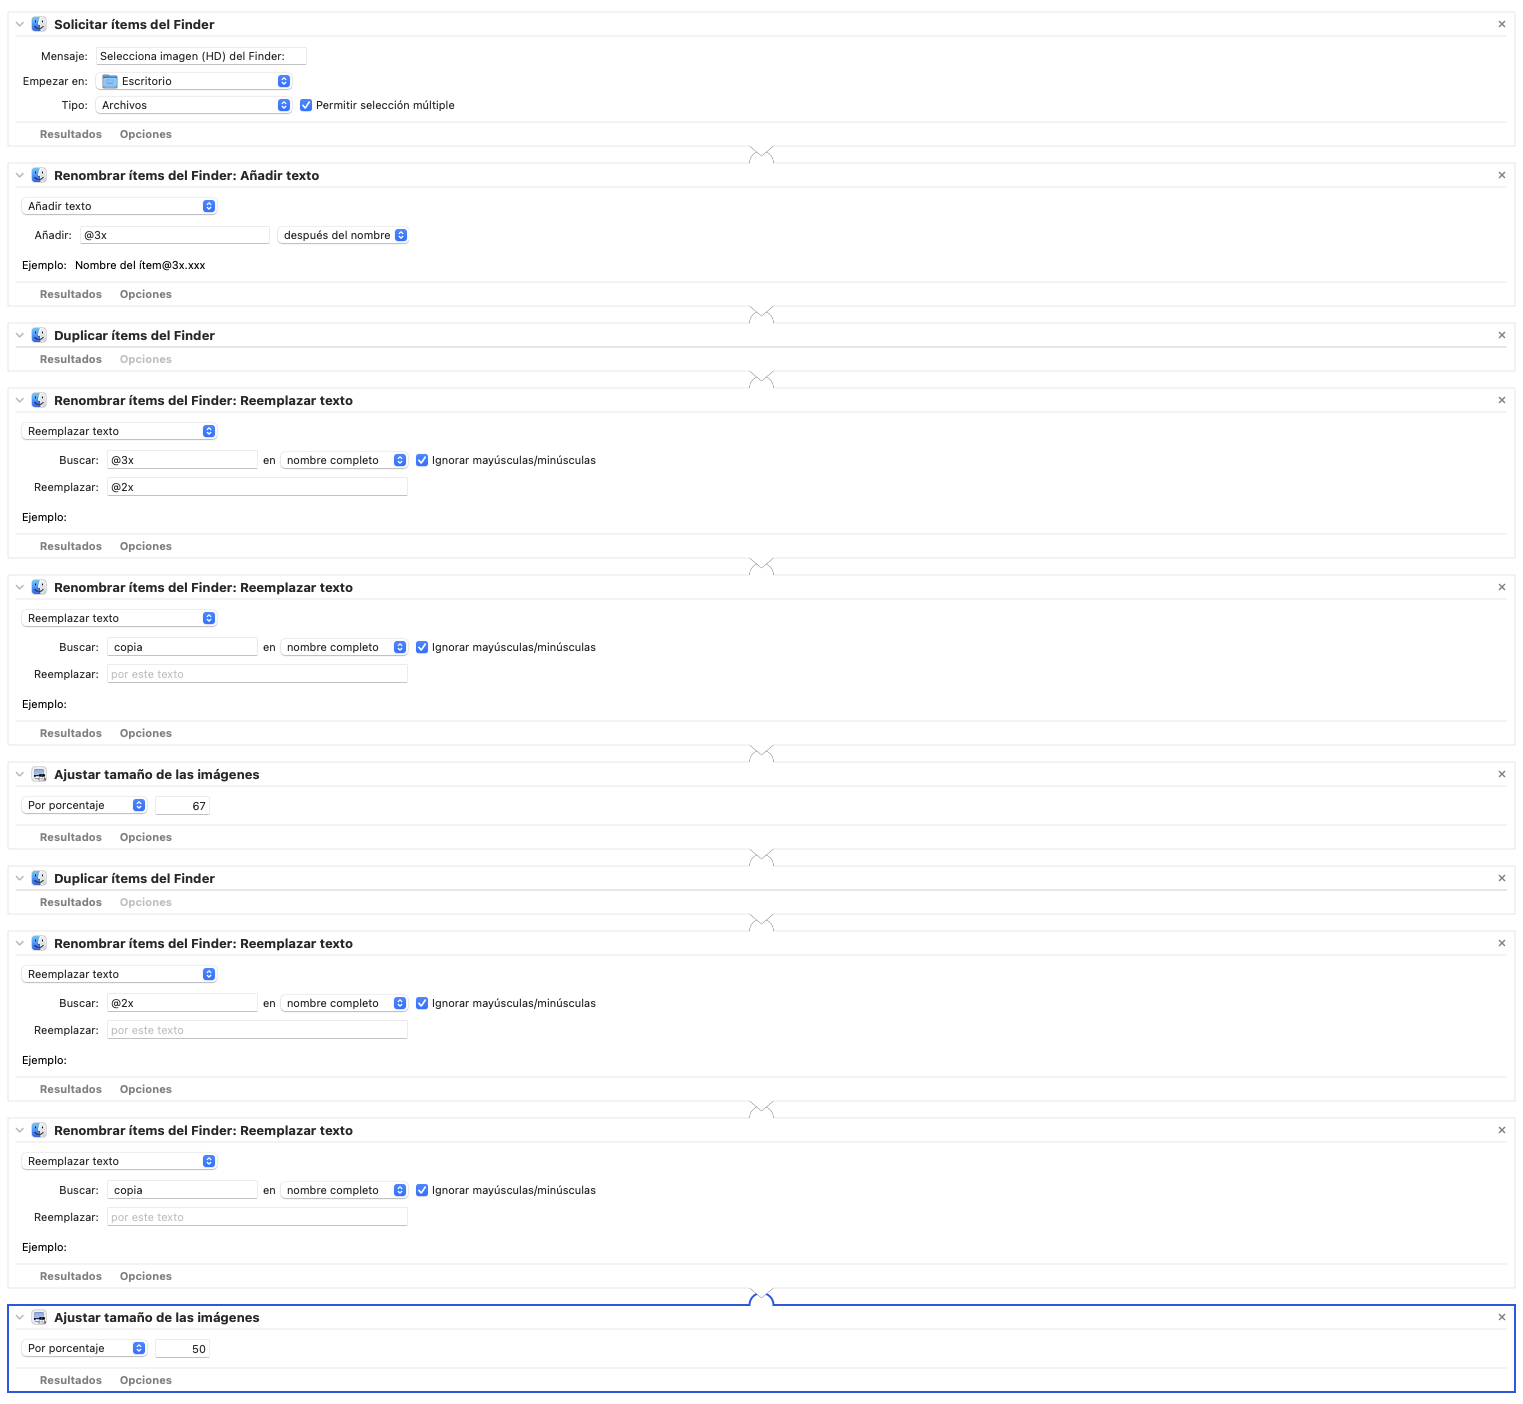 Solicitar ítems del Finder
Mensaje: Selecciona imagen (HD) del Finder:
Empezar en: Escritorio
Tipo: Archivos Permitir selección múltiple
Resultados Opciones
Renombrar ítems del Finder: Añadir texto
Añadir texto
Añadir: @3x después del nombre
Ejemplo: Nombre del ítem@3x.xxx
Resultados Opciones
Duplicar ítems del Finder
Resultados Opciones
Renombrar ítems del Finder: Reemplazar texto
Reemplazar texto
Buscar: @3x en nombre completo Ignorar mayúsculas/minúsculas
Reemplazar: @2x
Ejemplo:
Resultados Opciones
Renombrar ítems del Finder: Reemplazar texto
Reemplazar texto
Buscar: copia en nombre completo Ignorar mayúsculas/minúsculas
Reemplazar: por este texto
Ejemplo:
Resultados Opciones
Ajustar tamaño de las imágenes
Por porcentaje 67
Resultados Opciones
Duplicar ítems del Finder
Resultados Opciones
Renombrar ítems del Finder: Reemplazar texto
Reemplazar texto
Buscar: @2x en nombre completo Ignorar mayúsculas/minúsculas
Reemplazar: por este texto
Ejemplo:
Resultados Opciones
Renombrar ítems del Finder: Reemplazar texto
Reemplazar texto
Buscar: copia en nombre completo Ignorar mayúsculas/minúsculas
Reemplazar: por este texto
Ejemplo:
Resultados Opciones
Ajustar tamaño de las imágenes
Por porcentaje 50
Resultados Opciones